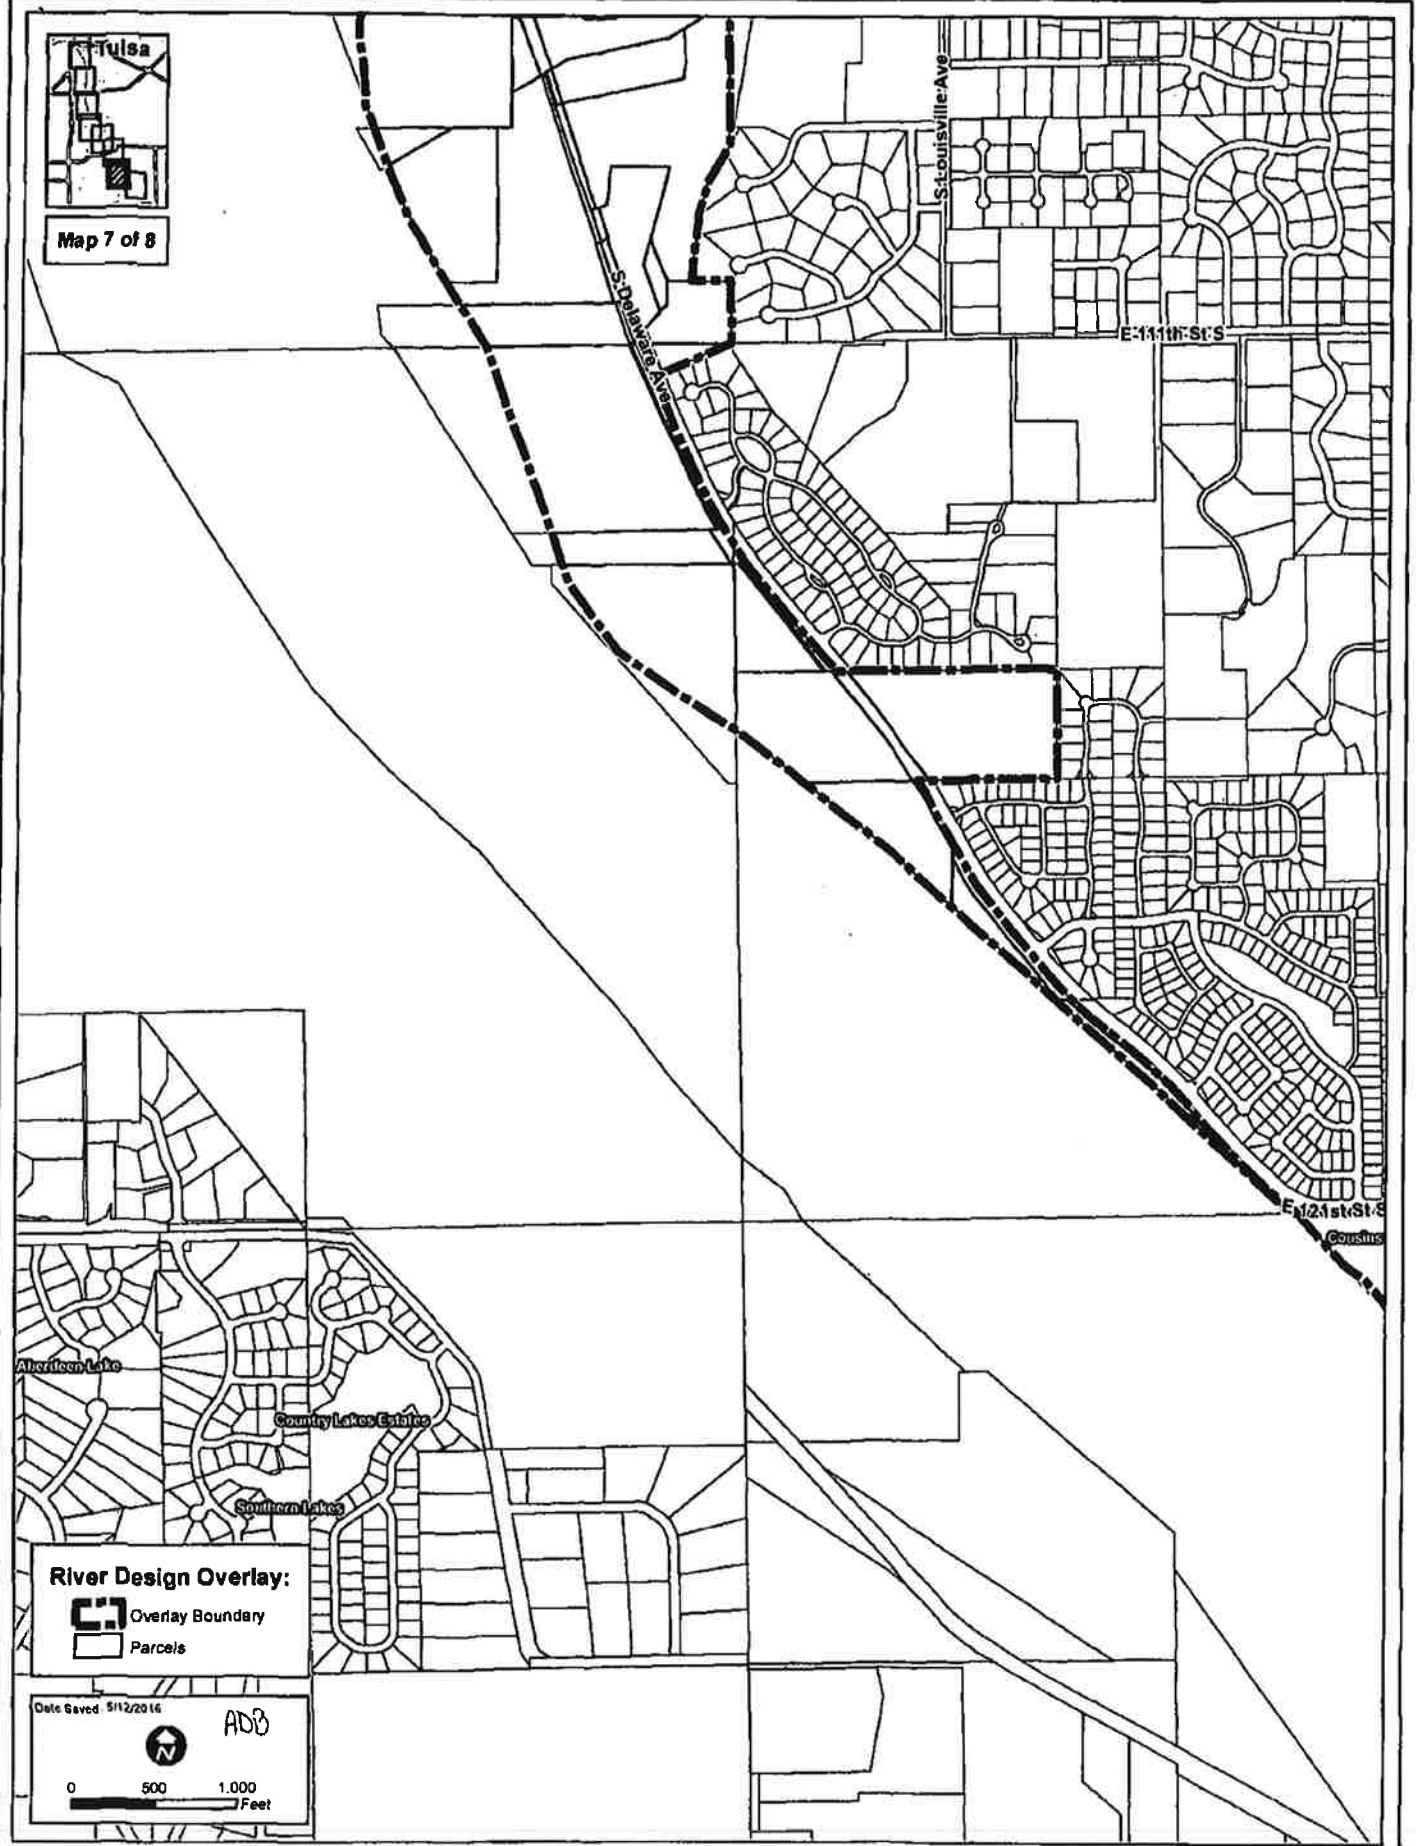 Tulsa
Map 7 of 8
S Louisville Ave
S Delaware Ave
E 111th St S
E 121st St S
Cousins
Aberdeen Lake
Country Lakes Estates
Southern Lakes
River Design Overlay:
Overlay Boundary
Parcels
Date Saved: 5/12/2016
ADB
N
0 500 1,000
Feet